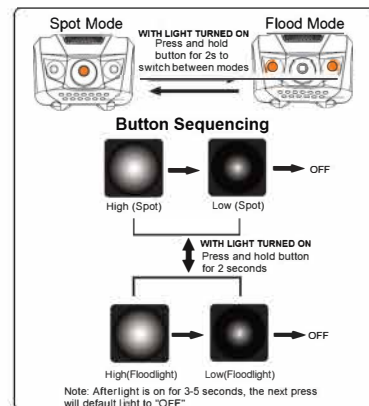 Spot Mode
Flood Mode
WITH LIGHT TURNED ON
Press and hold
button for 2s to
switch between modes
Button Sequencing
OFF
High (Spot)
Low (Spot)
WITH LIGHT TURNED ON
Press and hold button
for 2 seconds
OFF
High(Floodlight)
Low(Floodlight)
Note: Afterlight is on for 3-5 seconds, the next press
will default light to "OFF"